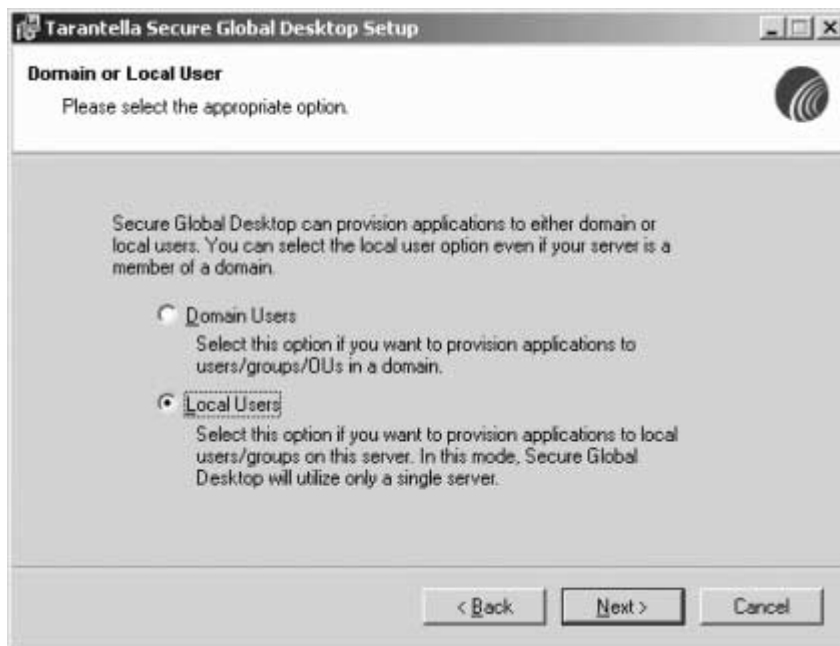 Tarantella Secure Global Desktop Setup
Domain or Local User
Please select the appropriate option.
Secure Global Desktop can provision applications to either domain or
local users. You can select the local user option even if your server is a
member of a domain.
Domain Users
Select this option if you want to provision applications to
users/groups/OUs in a domain.
Local Users
Select this option if you want to provision applications to local
users/groups on this server. In this mode, Secure Global
Desktop will utilize only a single server.
< Back Next > Cancel